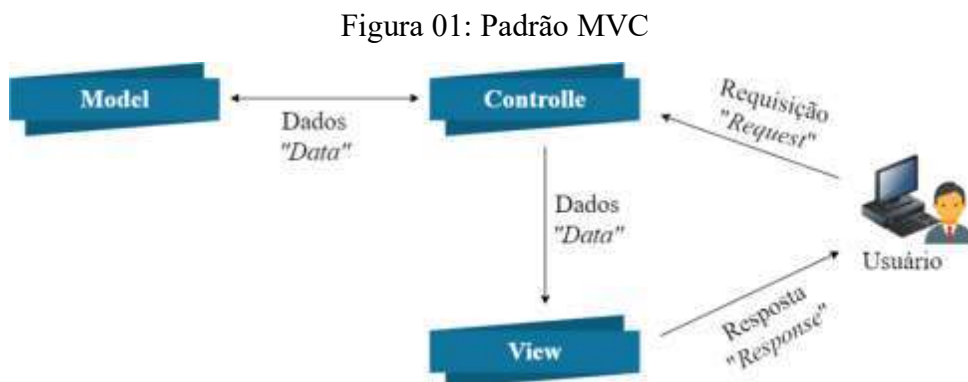 Figura 01: Padrão MVC
Model
Controlle
Dados
"Data"
Requisição
"Request"
Dados
"Data"
Usuário
Resposta
"Response"
View